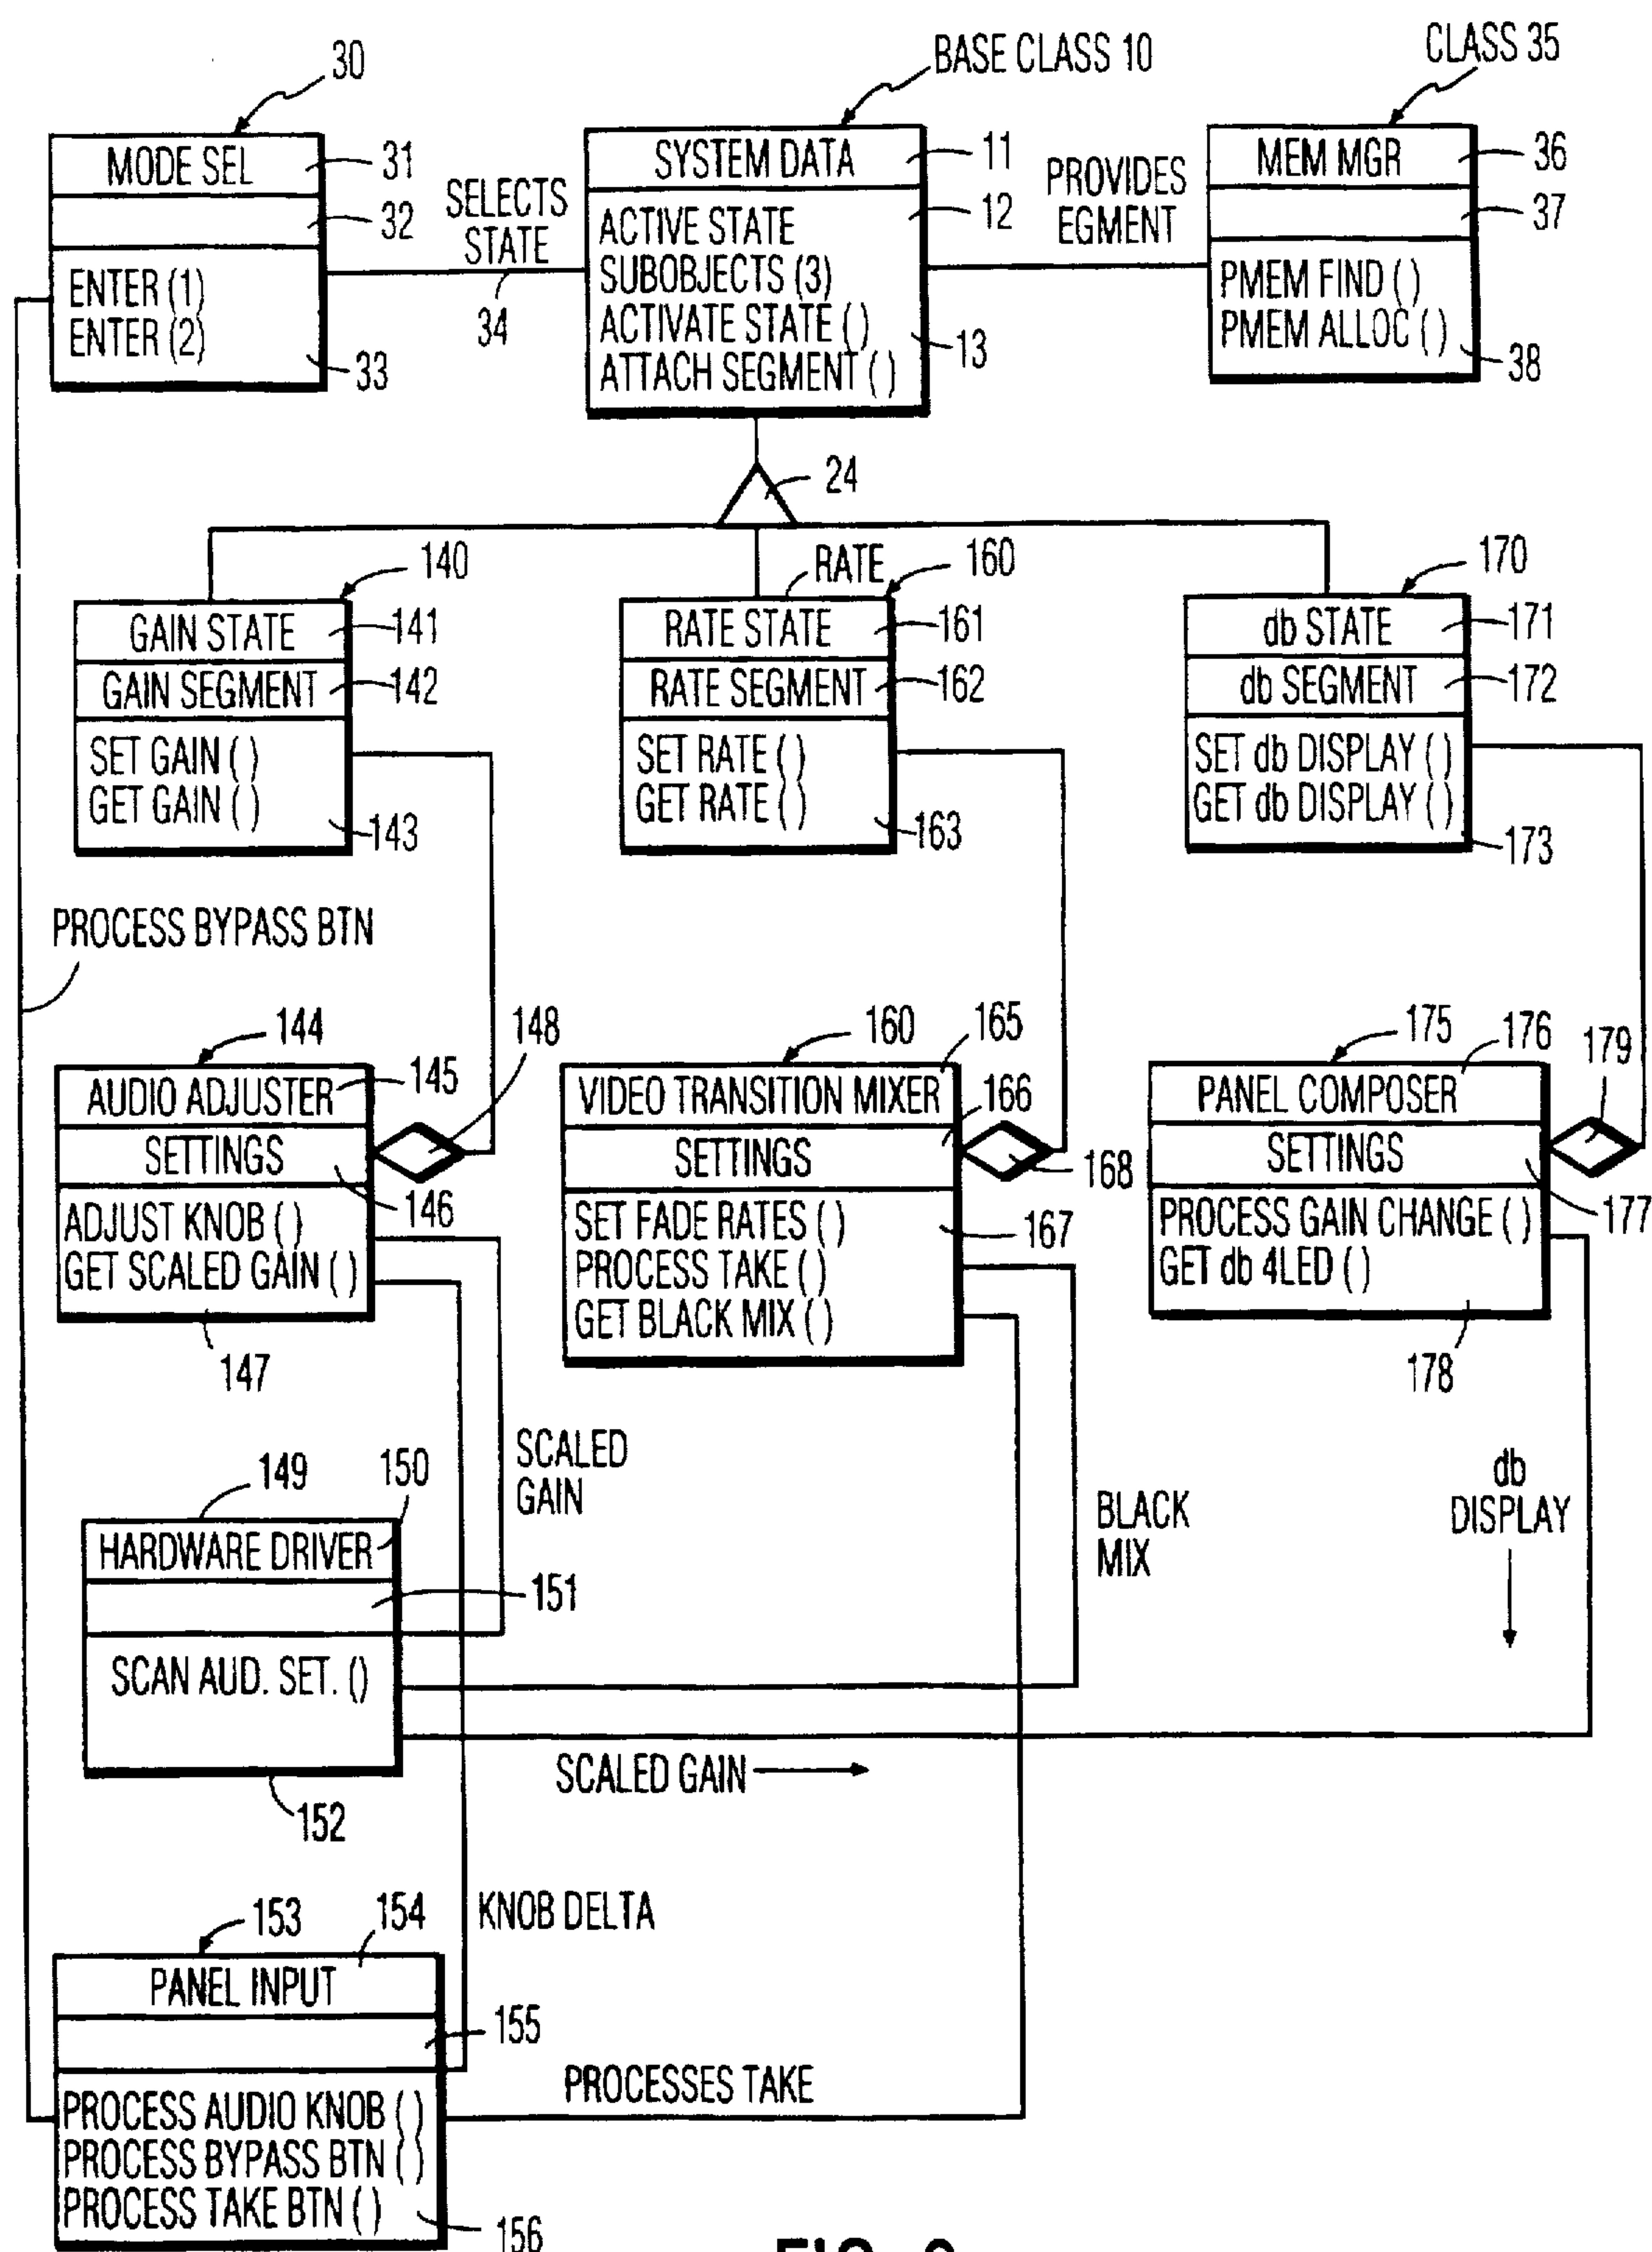 30
BASE CLASS 10
CLASS 35
MODE SEL
31
32
ENTER (1)
ENTER (2)
33
SELECTS
STATE
34
SYSTEM DATA
11
12
ACTIVE STATE
SUBOBJECTS (3)
ACTIVATE STATE ( )
ATTACH SEGMENT ( )
13
PROVIDES
EGMENT
MEM MGR
36
37
PMEM FIND ( )
PMEM ALLOC ( )
38
24
140
GAIN STATE
141
GAIN SEGMENT
142
SET GAIN ( )
GET GAIN ( )
143
RATE
160
RATE STATE
161
RATE SEGMENT
162
SET RATE ( )
GET RATE ( )
163
170
db STATE
171
db SEGMENT
172
SET db DISPLAY ( )
GET db DISPLAY ( )
173
PROCESS BYPASS BTN
144
148
AUDIO ADJUSTER
145
SETTINGS
146
ADJUST KNOB ( )
GET SCALED GAIN ( )
147
160
165
VIDEO TRANSITION MIXER
166
SETTINGS
168
SET FADE RATES ( )
167
PROCESS TAKE ( )
GET BLACK MIX ( )
175
176
179
PANEL COMPOSER
SETTINGS
177
PROCESS GAIN CHANGE ( )
GET db 4LED ( )
178
SCALED
GAIN
149
150
HARDWARE DRIVER
151
SCAN AUD. SET. ()
152
BLACK
MIX
db
DISPLAY
SCALED GAIN
KNOB DELTA
153
154
PANEL INPUT
155
PROCESSES TAKE
PROCESS AUDIO KNOB ( )
PROCESS BYPASS BTN ( )
PROCESS TAKE BTN ( )
156